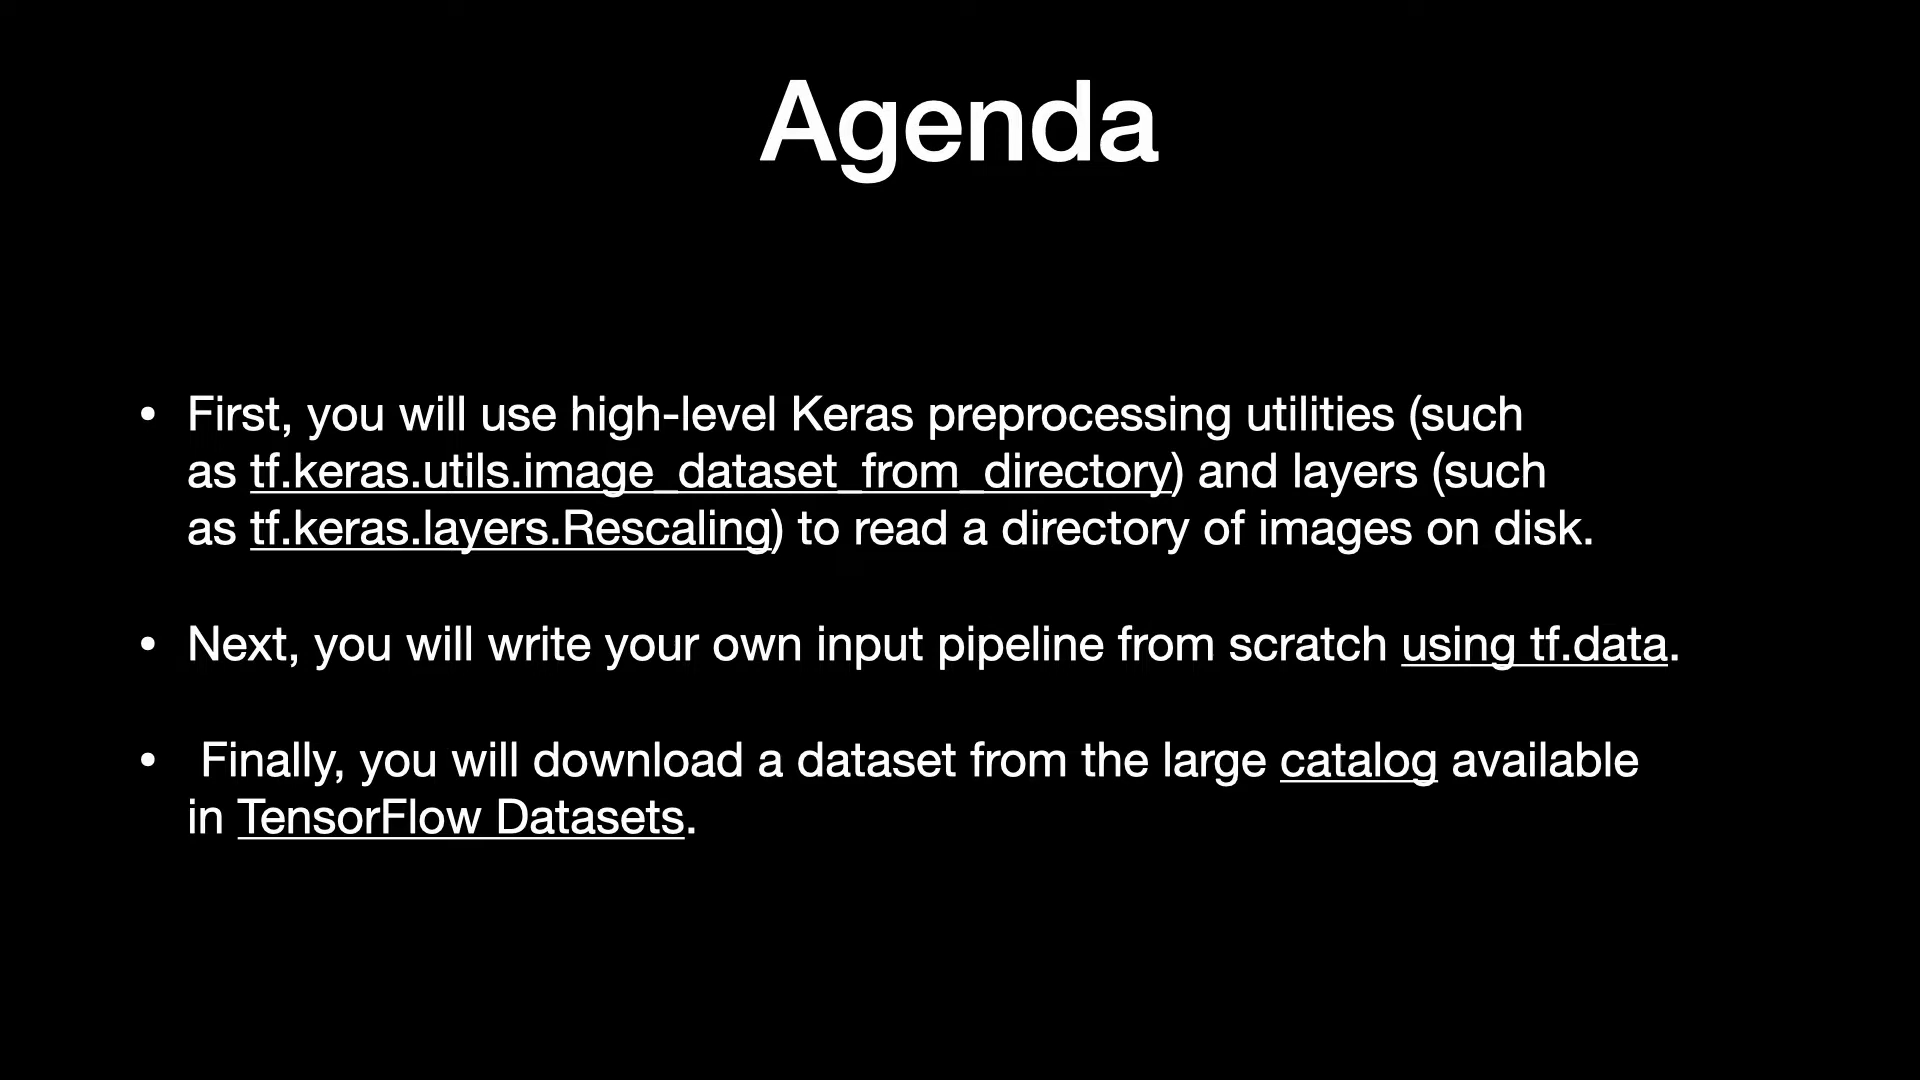 Agenda
• First, you will use high-level Keras preprocessing utilities (such
as tf.keras.utils.image_dataset_from_directory) and layers (such
as tf.keras.layers.Rescaling) to read a directory of images on disk.
• Next, you will write your own input pipeline from scratch using tf.data.
• Finally, you will download a dataset from the large catalog available
in TensorFlow Datasets.